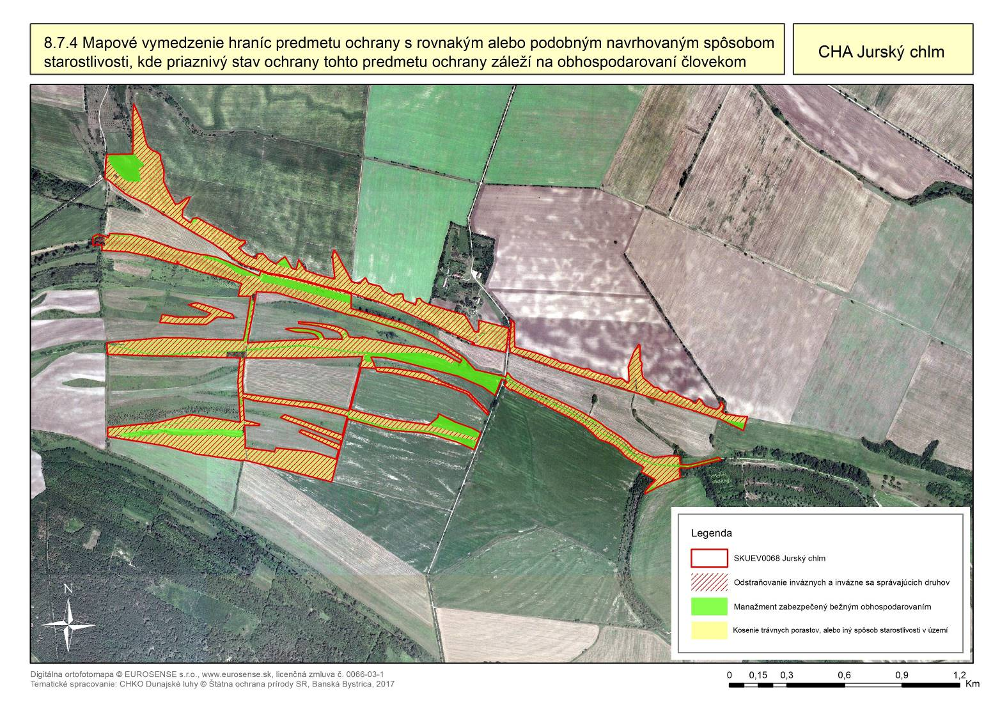 8.7.4 Mapové vymedzenie hraníc predmetu ochrany s rovnakým alebo podobným navrhovaným spôsobom
starostlivosti, kde priaznivý stav ochrany tohto predmetu ochrany záleží na obhospodarovaní človekom
CHA Jurský chlm
N
Legenda
SKUEV0068 Jurský chlm
Odstraňovanie inváznych a invázne sa správajúcich druhov
Manažment zabezpečený bežným obhospodarovaním
Kosenie trávnych porastov, alebo iný spôsob starostlivosti v území
Digitálna ortofotomapa © EUROSENSE s.r.o., www.eurosense.sk, licenčná zmluva č. 0066-03-1
Tematické spracovanie: CHKO Dunajské luhy © Štátna ochrana prírody SR, Banská Bystrica, 2017
0 0,15 0,3 0,6 0,9 1,2
Km